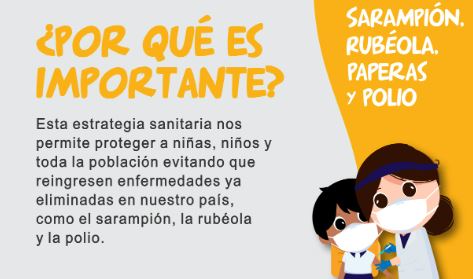 ¿POR QUÉ ES
IMPORTANTE?
Esta estrategia sanitaria nos
permite proteger a niñas, niños y
toda la población evitando que
reingresen enfermedades ya
eliminadas en nuestro país,
como el sarampión, la rubéola
y la polio.
SARAMPIÓN,
RUBÉOLA,
PAPERAS
Y POLIO